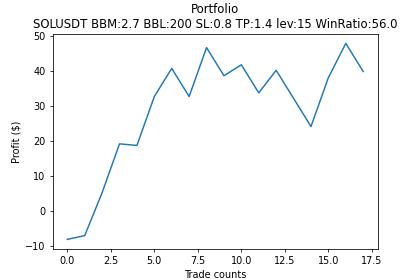 Portfolio
SOLUSDT BBM:2.7 BBL:200 SL:0.8 TP:1.4 lev:15 WinRatio:56.0
50
40
30
20
10
0
−10
Profit ($)
0.0 2.5 5.0 7.5 10.0 12.5 15.0 17.5
Trade counts